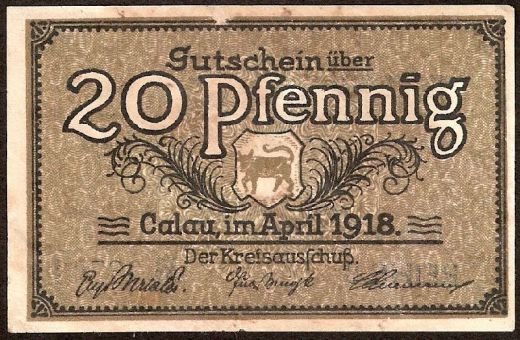 Gutschein über
20 Pfennig
Calau, im April 1918.
Der Kreisausschuß.